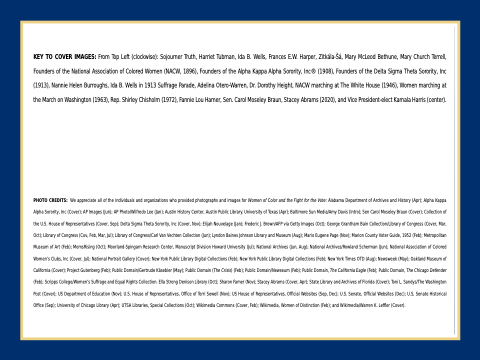 KEY TO COVER IMAGES: From Top Left (clockwise): Sojourner Truth, Harriet Tubman, Ida B. Wells, Frances E.W. Harper, Zitkála-Šá, Mary McLeod Bethune, Mary Church Terrell,
Founders of the National Association of Colored Women (NACW, 1896), Founders of the Alpha Kappa Alpha Sorority, Inc® (1908), Founders of the Delta Sigma Theta Sorority, Inc
(1913), Nannie Helen Burroughs, Ida B. Wells in 1913 Suffrage Parade, Adelina Otero-Warren, Dr. Dorothy Height, NACW marching at The White House (1946), Women marching at
the March on Washington (1963), Rep. Shirley Chisholm (1972), Fannie Lou Hamer, Sen. Carol Moseley Braun, Stacey Abrams (2020), and Vice President-elect Kamala Harris (center).
PHOTO CREDITS: We appreciate all of the individuals and organizations who provided photographs and images for Women of Color and the Fight for the Vote: Alabama Department of Archives and History (Apr); Alpha Kappa
Alpha Sorority, Inc (Cover); AP Images (Jun); AP Photo/Wilfredo Lee (Jan); Austin History Center, Austin Public Library, University of Texas (Apr); Baltimore Sun Media/Amy Davis (Intro); Sen Carol Moseley Braun (Cover); Collection of
the U.S. House of Representatives (Cover, Sep); Delta Sigma Theta Sorority, Inc (Cover, Nov); Elijah Nouvelage (Jan); Frederic J. Brown/AFP via Getty Images (Oct); George Grantham Bain Collection/Library of Congress (Cover, Mar,
Oct); Library of Congress (Cov, Feb, Mar, Jul); Library of Congress/Carl Van Vechten Collection (Jun); Lyndon Baines Johnson Library and Museum (Aug); Mario Eugene Page (Nov); Marion County Voter Guide, 1952 (Feb); Metropolitan
Museum of Art (Feb); MomsRising (Oct); Moorland-Spingarn Research Center, Manuscript Division Howard University (Jul); National Archives (Jan, Aug); National Archives/Rowland Scherman (Jun); National Association of Colored
Women's Clubs, Inc (Cover, Jul); National Portrait Gallery (Cover); New York Public Library Digital Collections (Feb); New York Public Library Digital Collections (Feb); New York Times OTD (Aug); Newsweek (May); Oakland Museum of
California (Cover); Project Gutenberg (Feb); Public Domain/Gertrude Käsebier (May); Public Domain (The Crisis) (Feb); Public Domain/Newseum (Feb); Public Domain, The California Eagle (Feb); Public Domain, The Chicago Defender
(Feb); Scripps College/Women's Suffrage and Equal Rights Collection, Ella Strong Denison Library (Oct); Sharon Farmer (Nov); Stacey Abrams (Cover, Apr); State Library and Archives of Florida (Cover); Toni L. Sandys/The Washington
Post (Cover); US Department of Education (Nov); U.S. House of Representatives, Office of Torri Sewell (Nov); US House of Representatives, Official Websites (Sep, Dec); U.S. Senate, Official Websites (Dec); U.S. Senate Historical
Office (Sep); University of Chicago Library (Apr); UTSA Libraries, Special Collections (Oct); Wikimedia Commons (Cover, Feb); Wikimedia, Women of Distinction (Feb); and Wikimedia/Warren K. Leffler (Cover).